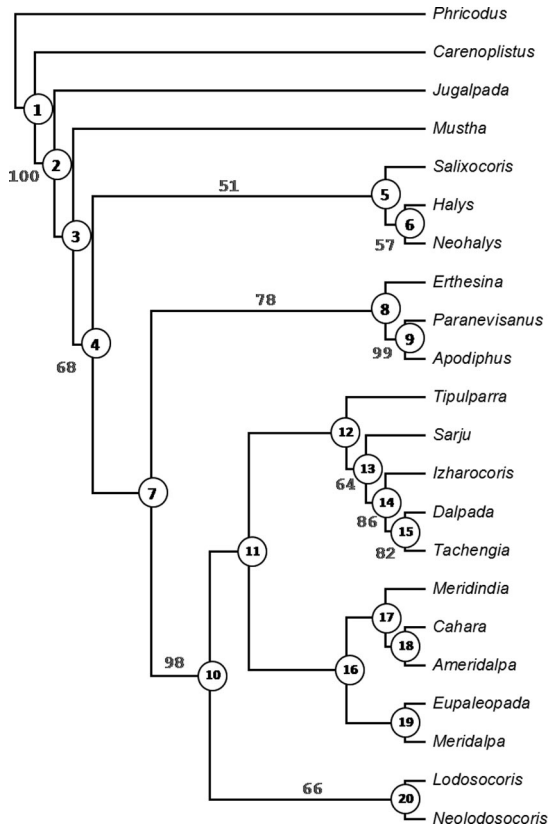 Phricodus
Carenoplistus
Jugalpada
1
Mustha
2
100
Salixocoris
51
5
Halys
6
3
57
Neohalys
Erthesina
78
8
Paranevisanus
9
4
99
Apodiphus
68
Tipulparra
12
Sarju
13
Izharocoris
64
7
14
Dalpada
86
15
11
82
Tachengia
Meridindia
17
Cahara
18
98
16
Ameridalpa
10
Eupaleopada
19
Meridalpa
Lodosocoris
66
20
Neolodosocoris